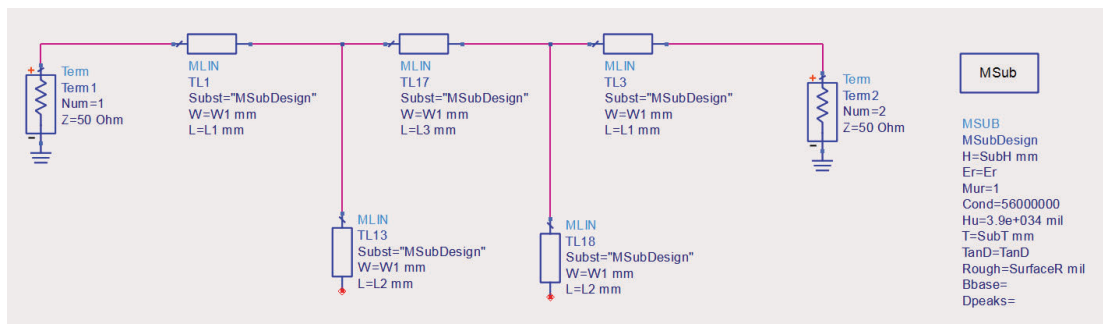 Term
Term1
Num=1
Z=50 Ohm
MLIN
TL1
Subst="MSubDesign"
W=W1 mm
L=L1 mm
MLIN
TL17
Subst="MSubDesign"
W=W1 mm
L=L3 mm
MLIN
TL3
Subst="MSubDesign"
W=W1 mm
L=L1 mm
Term
Term2
Num=2
Z=50 Ohm
MLIN
TL13
Subst="MSubDesign"
W=W1 mm
L=L2 mm
MLIN
TL18
Subst="MSubDesign"
W=W1 mm
L=L2 mm
MSub
MSUB
MSubDesign
H=SubH mm
Er=Er
Mur=1
Cond=56000000
Hu=3.9e+034 mil
T=SubT mm
TanD=TanD
Rough=SurfaceR mil
Bbase=
Dpeaks=